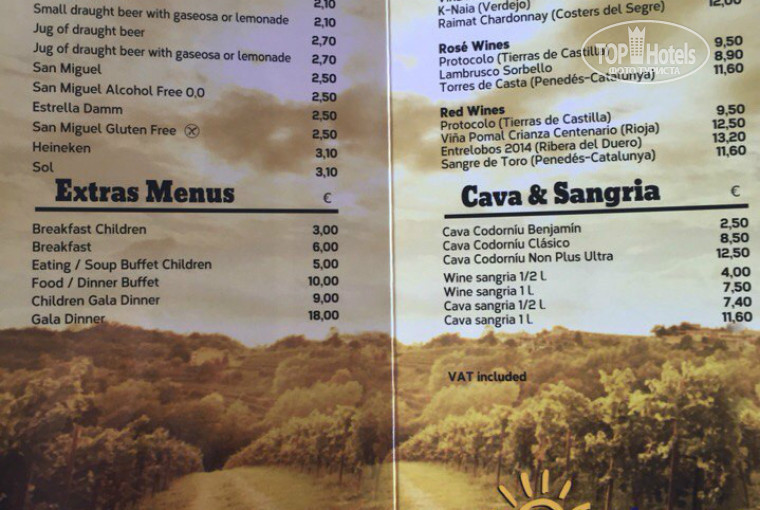 2,10
Small draught beer with gaseosa or lemonade 2,10
Jug of draught beer 2,70
Jug of draught beer with gaseosa or lemonade 2,70
San Miguel 2,50
San Miguel Alcohol Free 0,0 2,50
Estrella Damm 2,50
San Miguel Gluten Free 2,50
Heineken 3,10
Sol 3,10
Extras Menus €
Breakfast Children 3,00
Breakfast 6,00
Eating / Soup Buffet Children 5,00
Food / Dinner Buffet 10,00
Children Gala Dinner 9,00
Gala Dinner 18,00
K-Naia (Verdejo)
Raimat Chardonnay (Costers del Segre) 12,00
Rosé Wines
Protocolo (Tierras de Castilla) 9,50
Lambrusco Sorbello 8,90
Torres de Casta (Penedés-Catalunya) 11,60
Red Wines
Protocolo (Tierras de Castilla) 9,50
Viña Pomal Crianza Centenario (Rioja) 12,50
Entrelobos 2014 (Ribera del Duero) 13,20
Sangre de Toro (Penedés-Catalunya) 11,60
Cava & Sangria €
Cava Codorníu Benjamín 2,50
Cava Codorníu Clásico 8,50
Cava Codorníu Non Plus Ultra 12,50
Wine sangria 1/2 L 4,00
Wine sangria 1 L 7,50
Cava sangria 1/2 L 7,40
Cava sangria 1 L 11,60
VAT included
TOP Hotels
ФОТО ТУРИСТА